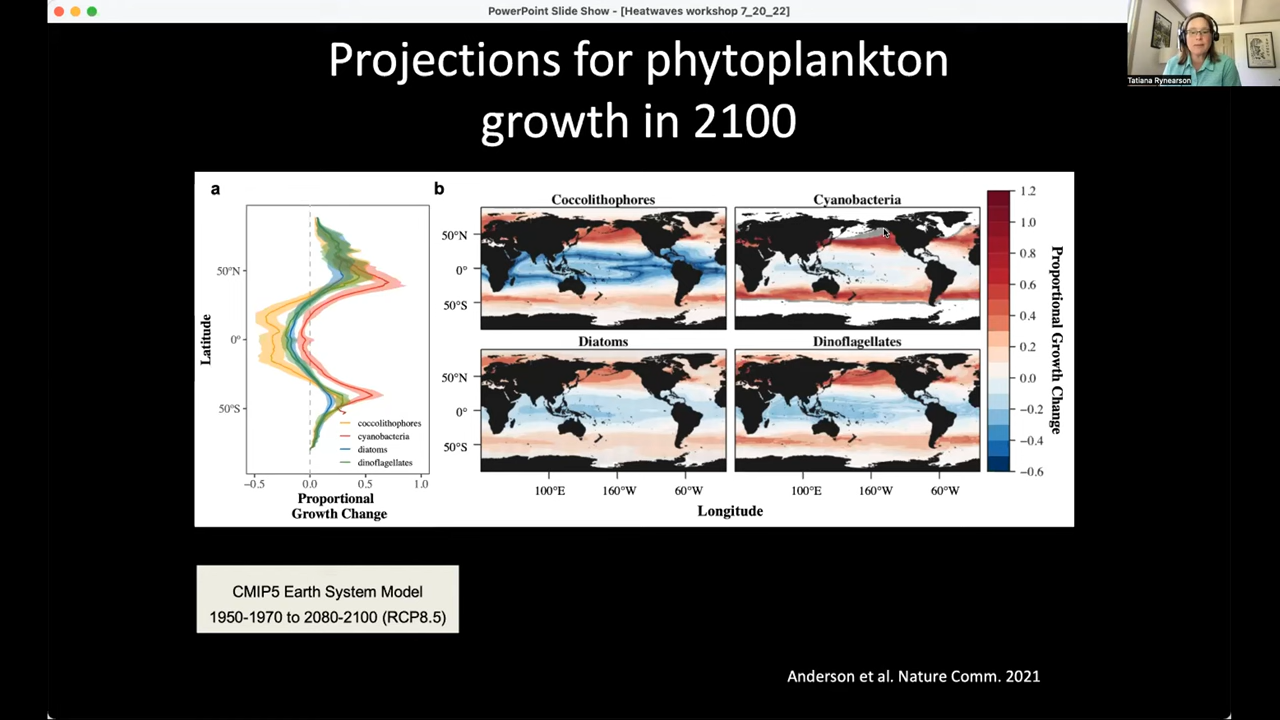 PowerPoint Slide Show - [Heatwaves workshop 7_20_22]
Tatiana Rynearson
Projections for phytoplankton
growth in 2100
a
50°N
0°
50°S
Latitude
coccolithophores
cyanobacteria
diatoms
dinoflagellates
−0.5 0.0 0.5 1.0
Proportional
Growth Change
b
Coccolithophores
Cyanobacteria
50°N
0°
50°S
Diatoms
Dinoflagellates
50°N
0°
50°S
100°E 160°W 60°W
100°E 160°W 60°W
Longitude
1.2
1.0
0.8
0.6
0.4
0.2
0.0
−0.2
−0.4
−0.6
Proportional Growth Change
CMIP5 Earth System Model
1950-1970 to 2080-2100 (RCP8.5)
Anderson et al. Nature Comm. 2021